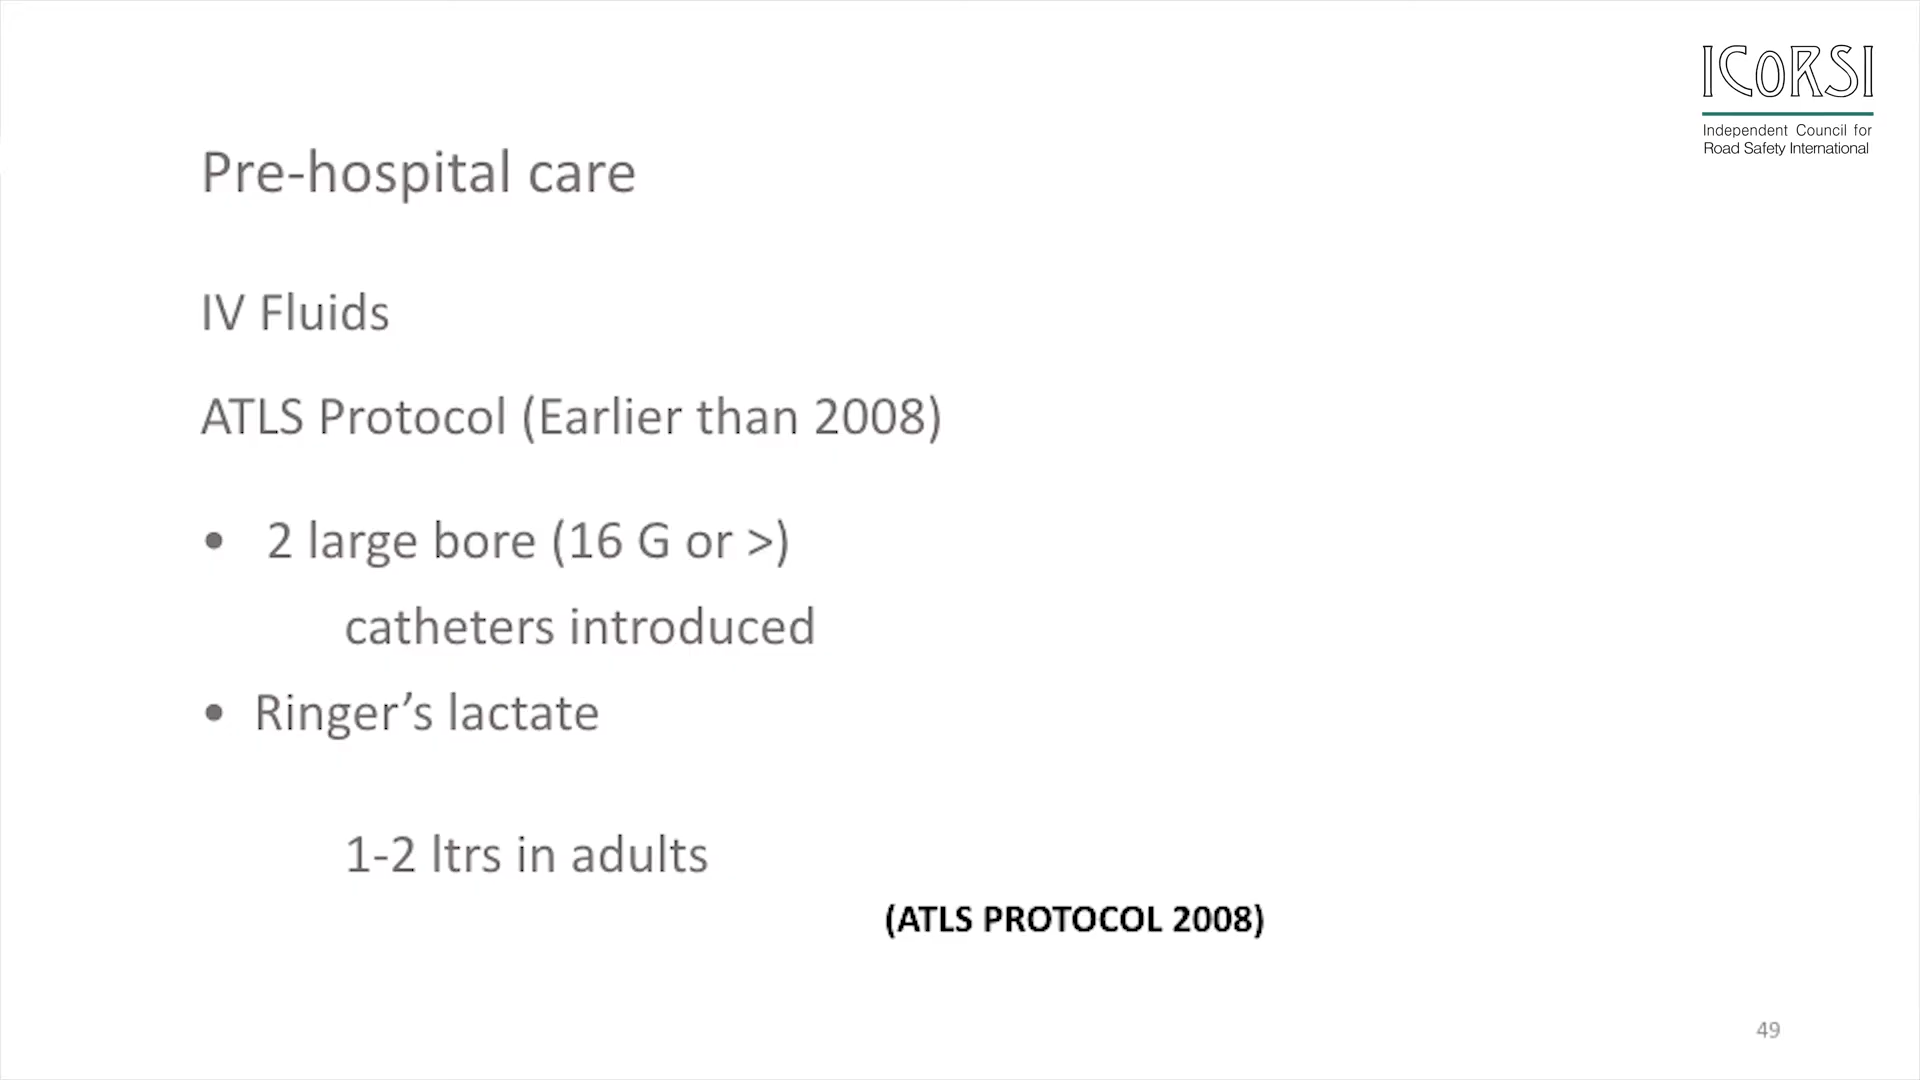 ICoRSI
Independent Council for
Road Safety International
Pre-hospital care
IV Fluids
ATLS Protocol (Earlier than 2008)
• 2 large bore (16 G or >)
catheters introduced
• Ringer’s lactate
1-2 ltrs in adults
(ATLS PROTOCOL 2008)
49